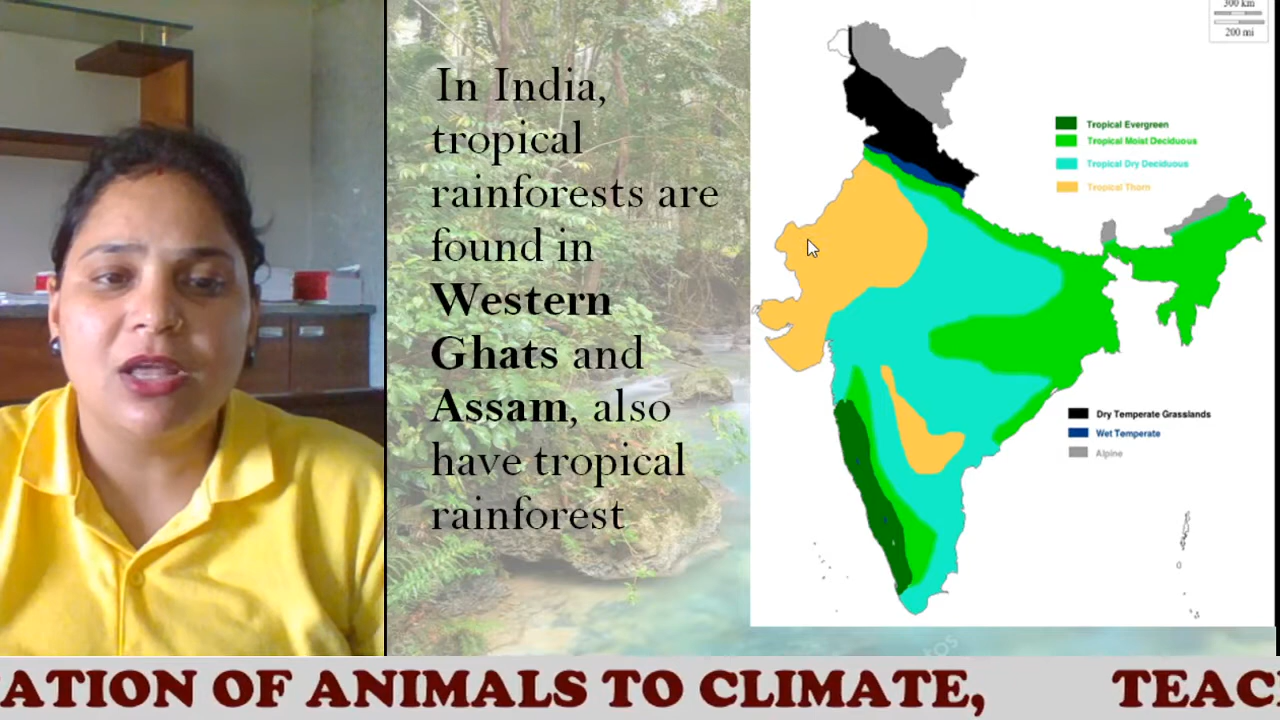 In India,
tropical
rainforests are
found in
Western
Ghats and
Assam, also
have tropical
rainforest
300 km
200 mi
Tropical Evergreen
Tropical Moist Deciduous
Tropical Dry Deciduous
Tropical Thorn
Dry Temperate Grasslands
Wet Temperate
Alpine
ATION OF ANIMALS TO CLIMATE, TEAC